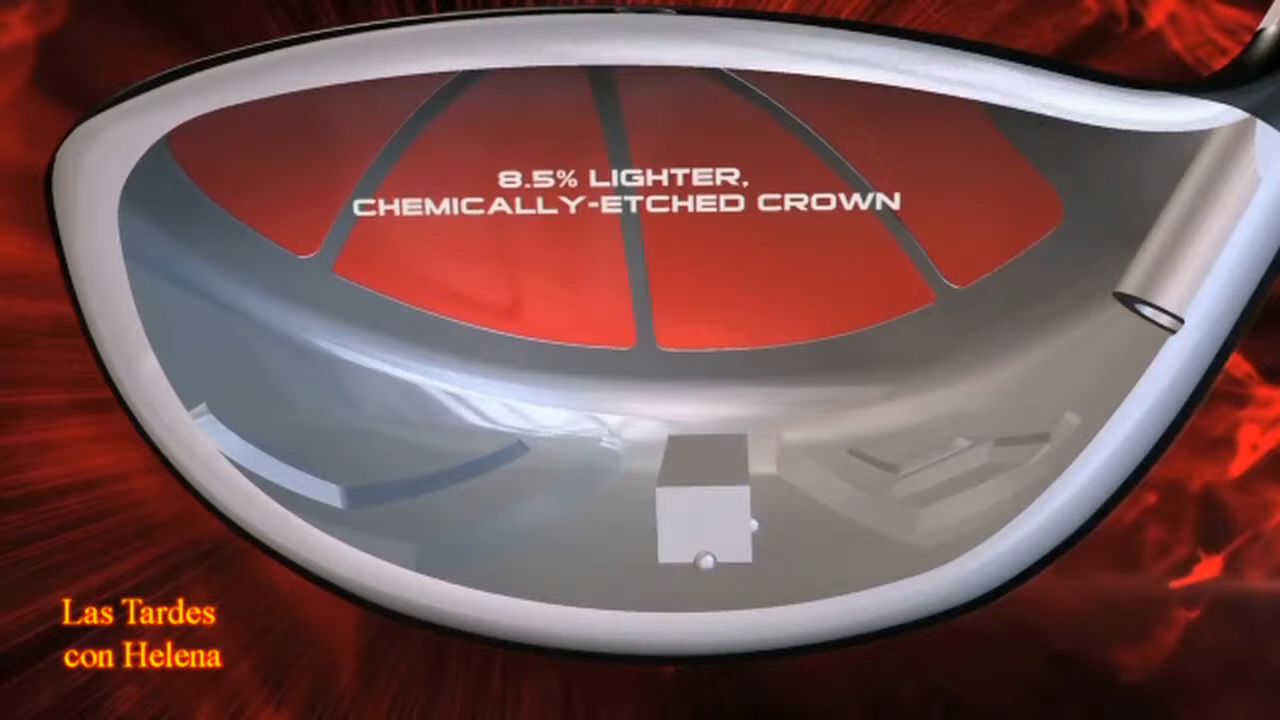 8.5% LIGHTER,
CHEMICALLY-ETCHED CROWN
Las Tardes
con Helena